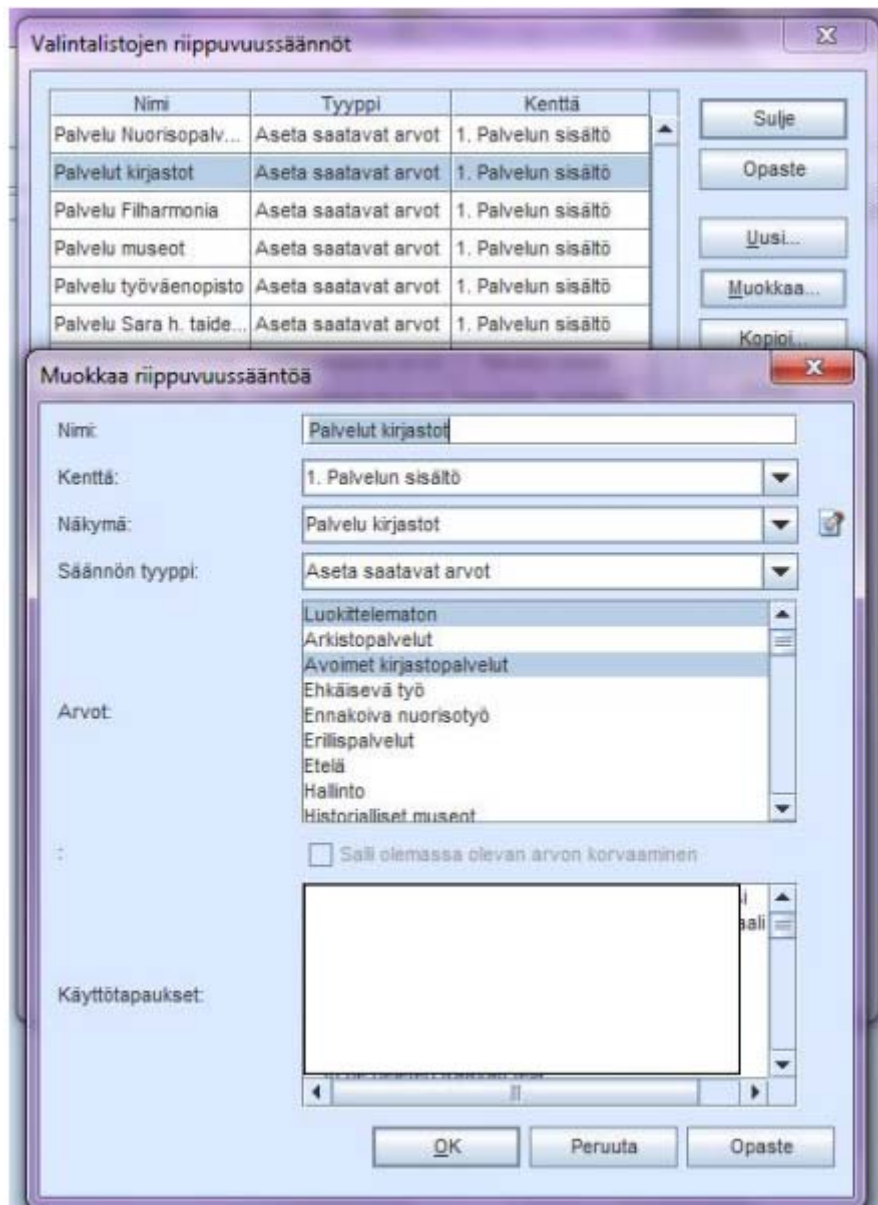 Valintalistojen riippuvuussäännöt
Nimi Tyyppi Kenttä
Palvelu Nuorisopalv... Aseta saatavat arvot 1. Palvelun sisältö
Palvelut kirjastot Aseta saatavat arvot 1. Palvelun sisältö
Palvelu Filharmonia Aseta saatavat arvot 1. Palvelun sisältö
Palvelu museot Aseta saatavat arvot 1. Palvelun sisältö
Palvelu työväenopisto Aseta saatavat arvot 1. Palvelun sisältö
Palvelu Sara h. taide... Aseta saatavat arvot 1. Palvelun sisältö
Sulje
Opaste
Uusi...
Muokkaa...
Kopioi...
Muokkaa riippuvuussääntöä
Nimi: Palvelut kirjastot
Kenttä: 1. Palvelun sisältö
Näkymä: Palvelu kirjastot
Säännön tyyppi: Aseta saatavat arvot
Arvot:
Luokittelematon
Arkistopalvelut
Avoimet kirjastopalvelut
Ehkäisevä työ
Ennakoiva nuorisotyö
Erillispalvelut
Etelä
Hallinto
Historialliset museot
: Salli olemassa olevan arvon korvaaminen
Käyttötapaukset:
OK Peruuta Opaste